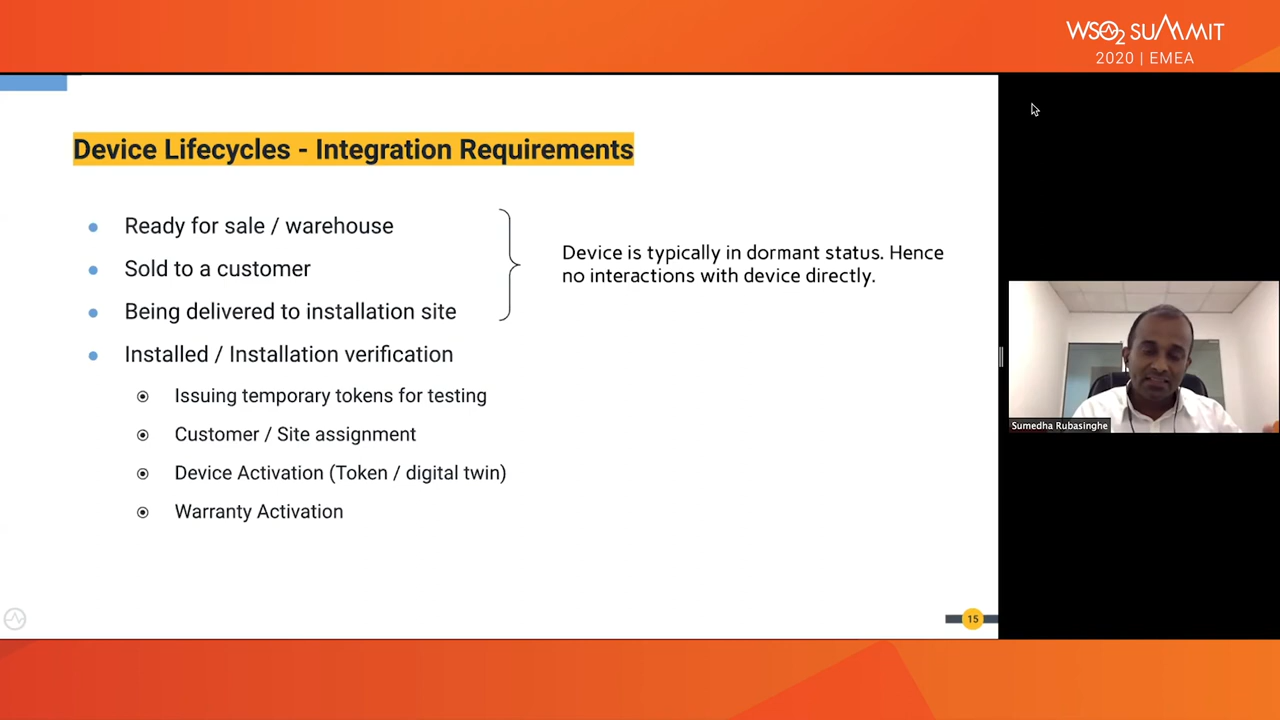 WSO2 SUMMIT
2020 | EMEA
Device Lifecycles - Integration Requirements
Ready for sale / warehouse
Sold to a customer
Being delivered to installation site
Device is typically in dormant status. Hence
no interactions with device directly.
Installed / Installation verification
Issuing temporary tokens for testing
Customer / Site assignment
Device Activation (Token / digital twin)
Warranty Activation
Sumedha Rubasinghe
15